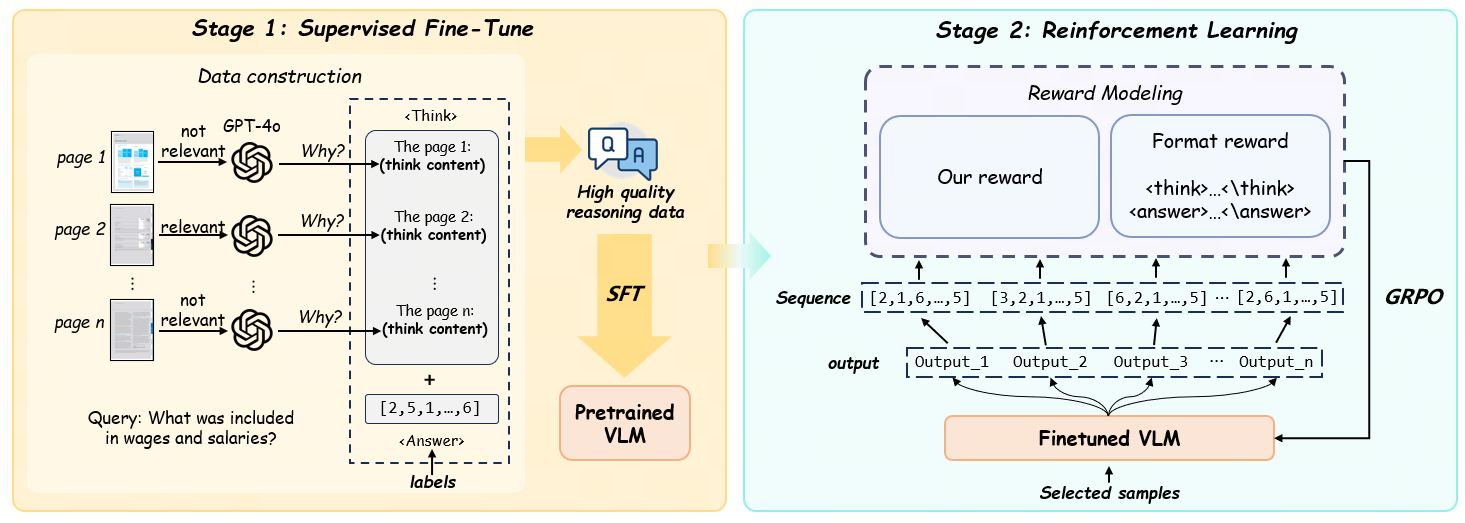 Stage 1: Supervised Fine-Tune
Data construction
<Think>
GPT-4o
page 1
not
relevant
Why?
The page 1:
(think content)
page 2
relevant
Why?
The page 2:
(think content)
⋮
⋮
⋮
page n
not
relevant
Why?
The page n:
(think content)
+
[2,5,1,…,6]
<Answer>
labels
Query: What was included
in wages and salaries?
Q
A
High quality
reasoning data
SFT
Pretrained
VLM
Stage 2: Reinforcement Learning
Reward Modeling
Our reward
Format reward
<think>…<\think>
<answer>…<\answer>
Sequence
[2,1,6,…,5]
[3,2,1,…,5]
[6,2,1,…,5]
…
[2,6,1,…,5]
GRPO
output
Output_1
Output_2
Output_3
…
Output_n
Finetuned VLM
Selected samples